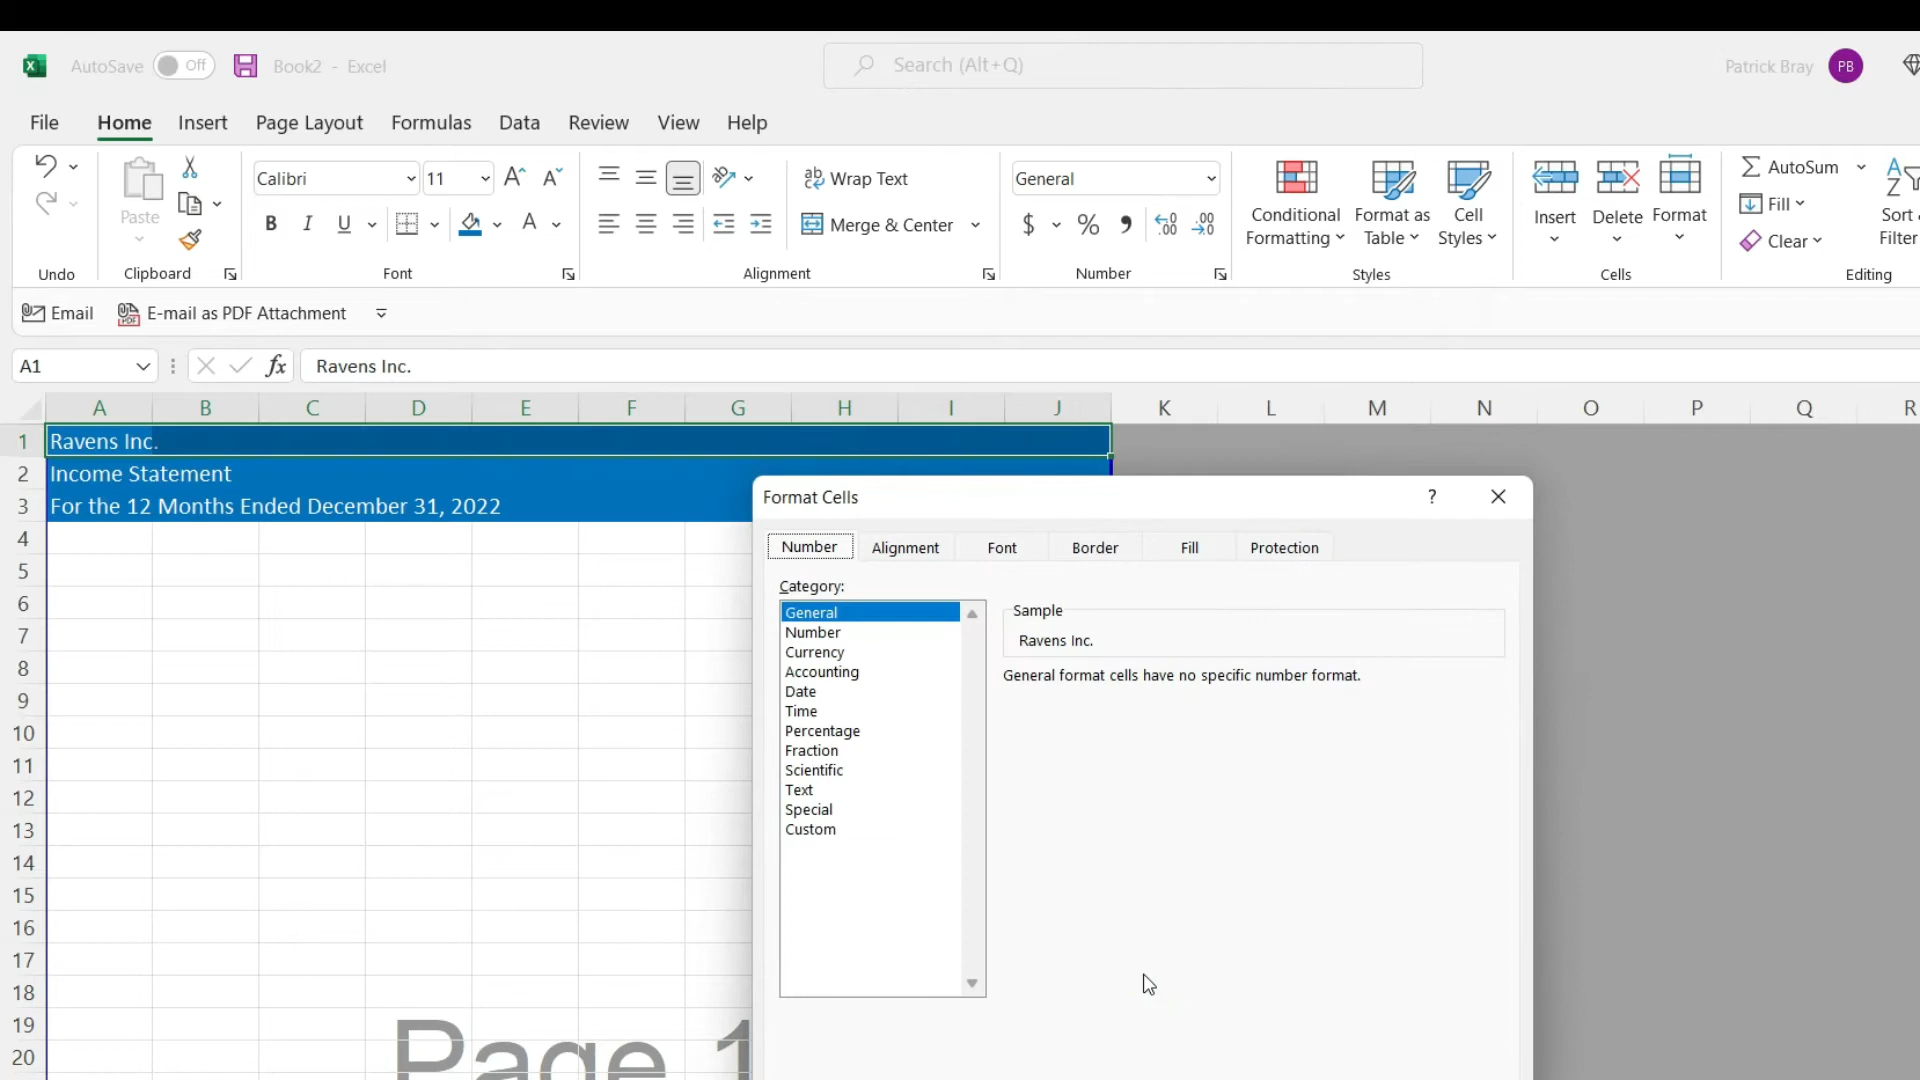 AutoSave Off Book2 - Excel Search (Alt+Q) Patrick Bray PB
File Home Insert Page Layout Formulas Data Review View Help
Paste
Calibri 11
B I U A
ab Wrap Text
Merge & Center
General
$ % , .00 .00
Conditional Formatting
Format as Table
Cell Styles
Insert Delete Format
AutoSum
Fill
Clear
Sort
Filter
Undo Clipboard Font Alignment Number Styles Cells Editing
Email E-mail as PDF Attachment
A1 fx Ravens Inc.
A B C D E F G H I J K L M N O P Q R
1 Ravens Inc.
2 Income Statement
3 For the 12 Months Ended December 31, 2022
4
5
6
7
8
9
10
11
12
13
14
15
16
17
18
19
20
Page 1
Format Cells ?
Number Alignment Font Border Fill Protection
Category:
General
Number
Currency
Accounting
Date
Time
Percentage
Fraction
Scientific
Text
Special
Custom
Sample
Ravens Inc.
General format cells have no specific number format.